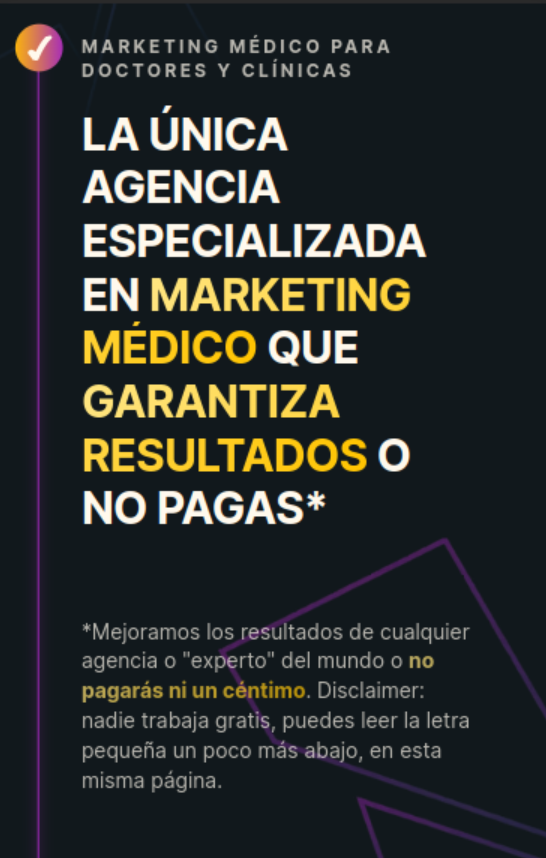 MARKETING MÉDICO PARA
DOCTORES Y CLÍNICAS
LA ÚNICA
AGENCIA
ESPECIALIZADA
EN MARKETING
MÉDICO QUE
GARANTIZA
RESULTADOS O
NO PAGAS*
*Mejoramos los resultados de cualquier
agencia o "experto" del mundo o no
pagarás ni un céntimo. Disclaimer:
nadie trabaja gratis, puedes leer la letra
pequeña un poco más abajo, en esta
misma página.